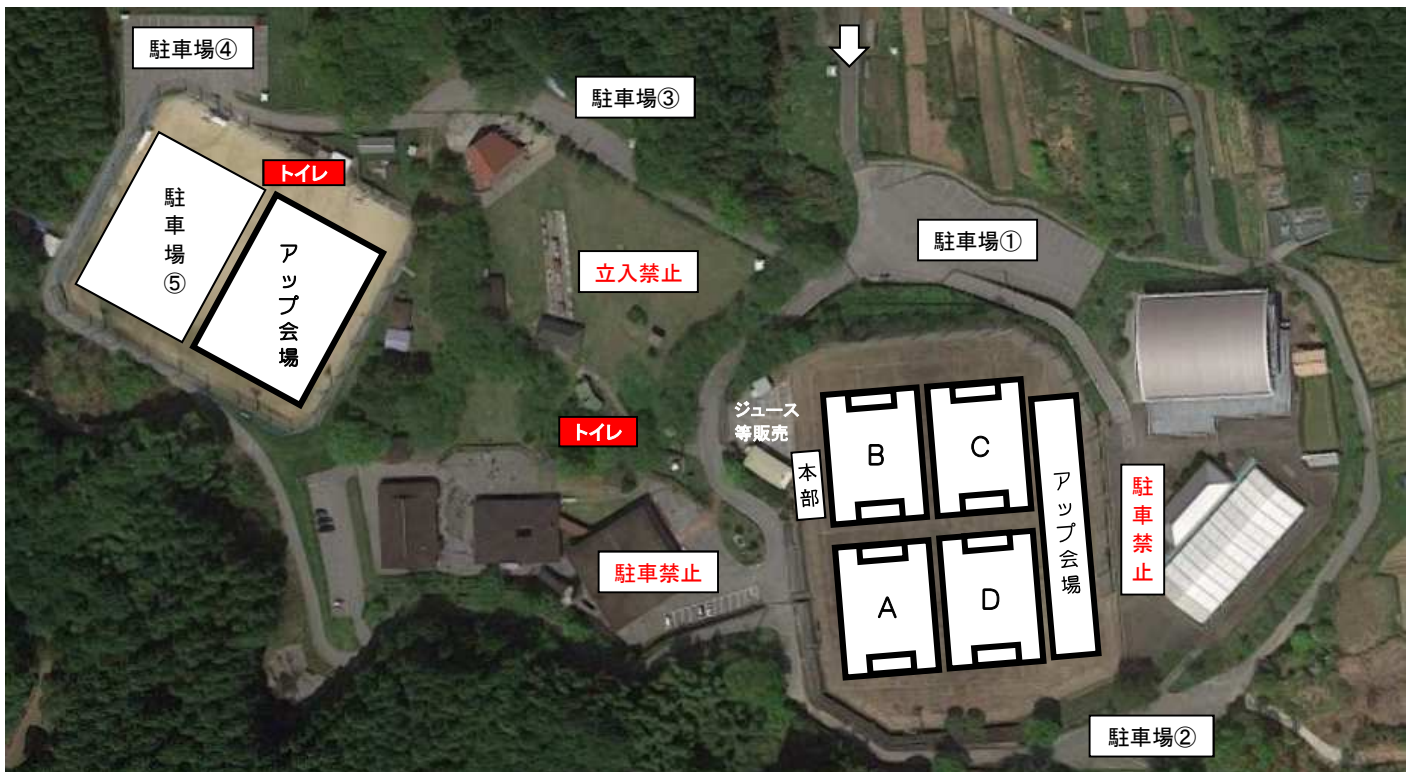 駐車場④
駐車場③
トイレ
駐車場⑤
アップ会場
立入禁止
駐車場①
トイレ
ジュース
等販売
本部
B
C
A
D
アップ会場
駐車禁止
駐車禁止
駐車場②